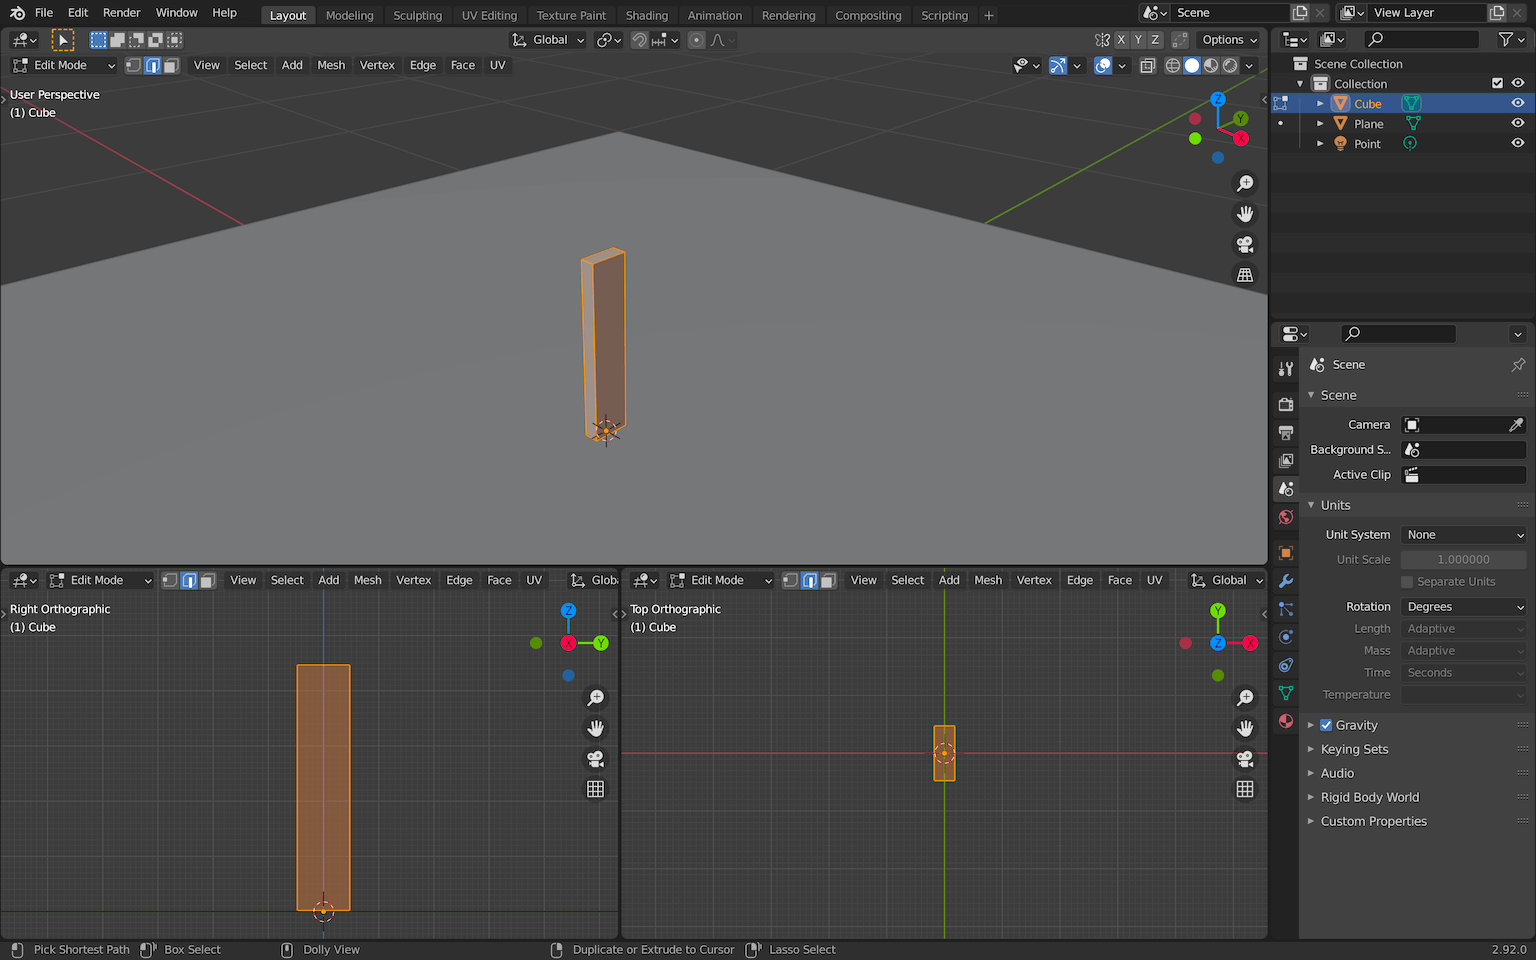 File Edit Render Window Help Layout Modeling Sculpting UV Editing Texture Paint Shading Animation Rendering Compositing Scripting + Scene View Layer
Global X Y Z Options
Edit Mode View Select Add Mesh Vertex Edge Face UV
User Perspective
(1) Cube
Z
Y
X
Scene Collection
Collection
Cube
Plane
Point
Scene
Scene
Camera
Background S...
Active Clip
Units
Unit System None
Unit Scale 1.000000
Separate Units
Rotation Degrees
Length Adaptive
Mass Adaptive
Time Seconds
Temperature
Gravity
Keying Sets
Audio
Rigid Body World
Custom Properties
Edit Mode View Select Add Mesh Vertex Edge Face UV Globa
Right Orthographic
(1) Cube
Z
X Y
Edit Mode View Select Add Mesh Vertex Edge Face UV Global
Top Orthographic
(1) Cube
Y
Z X
Pick Shortest Path Box Select Dolly View Duplicate or Extrude to Cursor Lasso Select 2.92.0